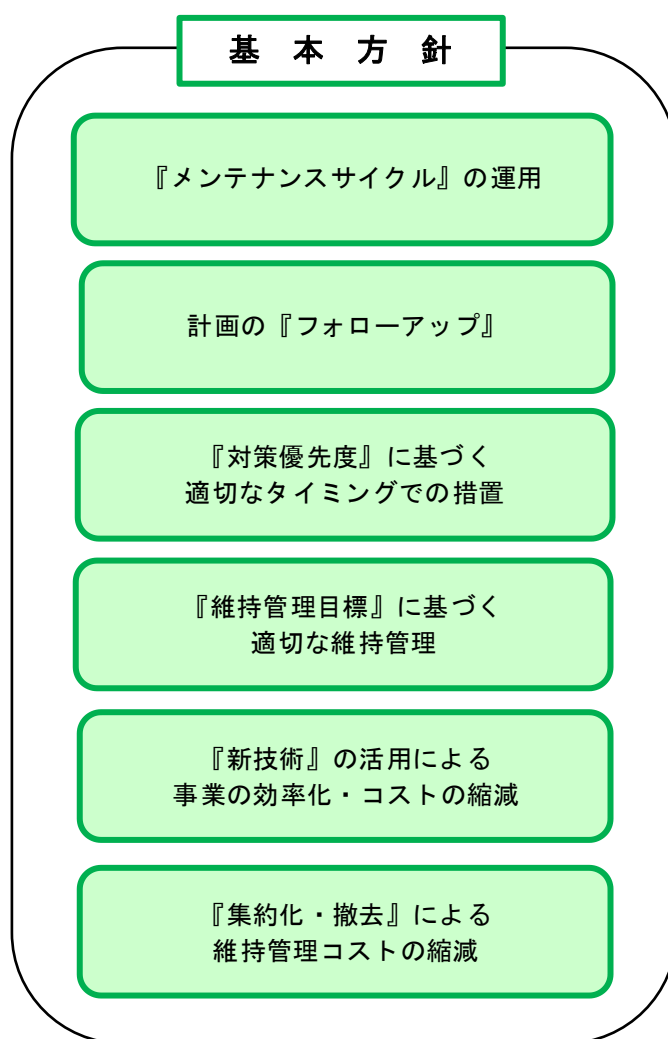 基 本 方 針
『メンテナンスサイクル』の運用
計画の『フォローアップ』
『対策優先度』に基づく
適切なタイミングでの措置
『維持管理目標』に基づく
適切な維持管理
『新技術』の活用による
事業の効率化・コストの縮減
『集約化・撤去』による
維持管理コストの縮減